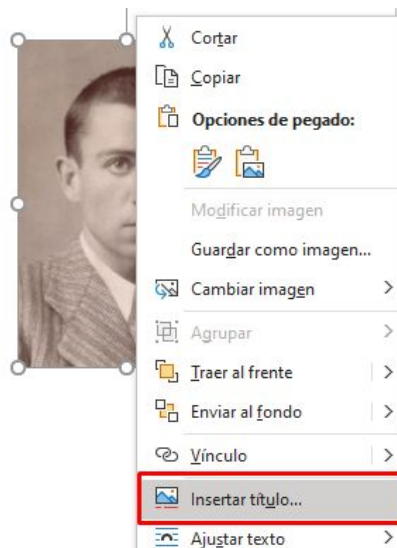 Cortar
Copiar
Opciones de pegado:
Modificar imagen
Guardar como imagen...
Cambiar imagen
Agrupar
Traer al frente
Enviar al fondo
Vínculo
Insertar título...
Ajustar texto